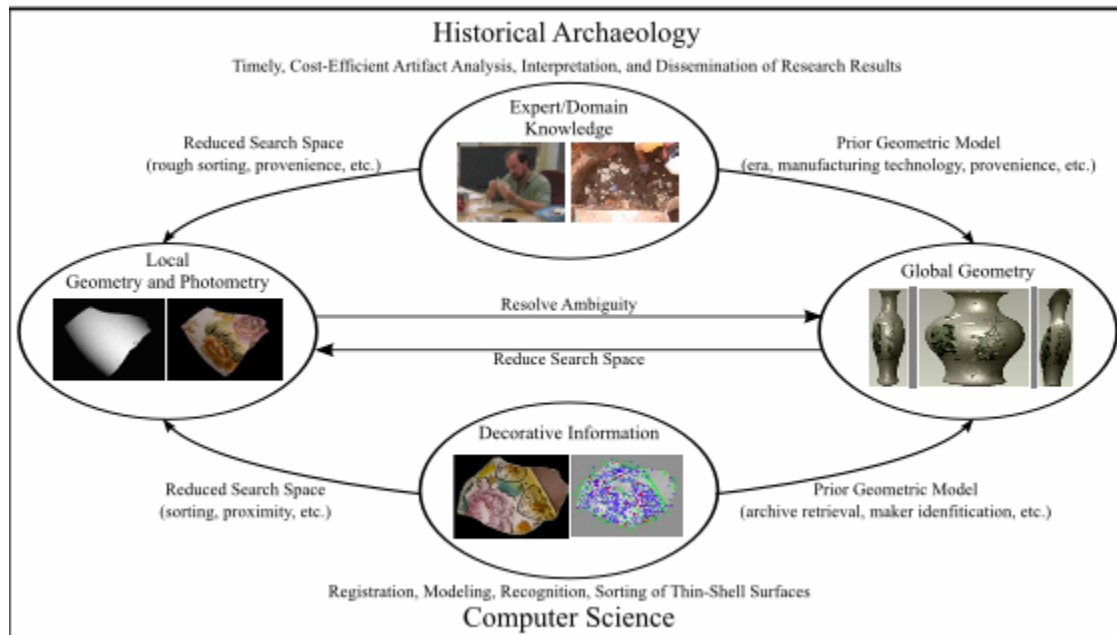 Historical Archaeology
Timely, Cost-Efficient Artifact Analysis, Interpretation, and Dissemination of Research Results
Expert/Domain
Knowledge
Reduced Search Space
(rough sorting, provenience, etc.)
Prior Geometric Model
(era, manufacturing technology, provenience, etc.)
Local
Geometry and Photometry
Global Geometry
Resolve Ambiguity
Reduce Search Space
Decorative Information
Reduced Search Space
(sorting, proximity, etc.)
Prior Geometric Model
(archive retrieval, maker idenfitication, etc.)
Registration, Modeling, Recognition, Sorting of Thin-Shell Surfaces
Computer Science